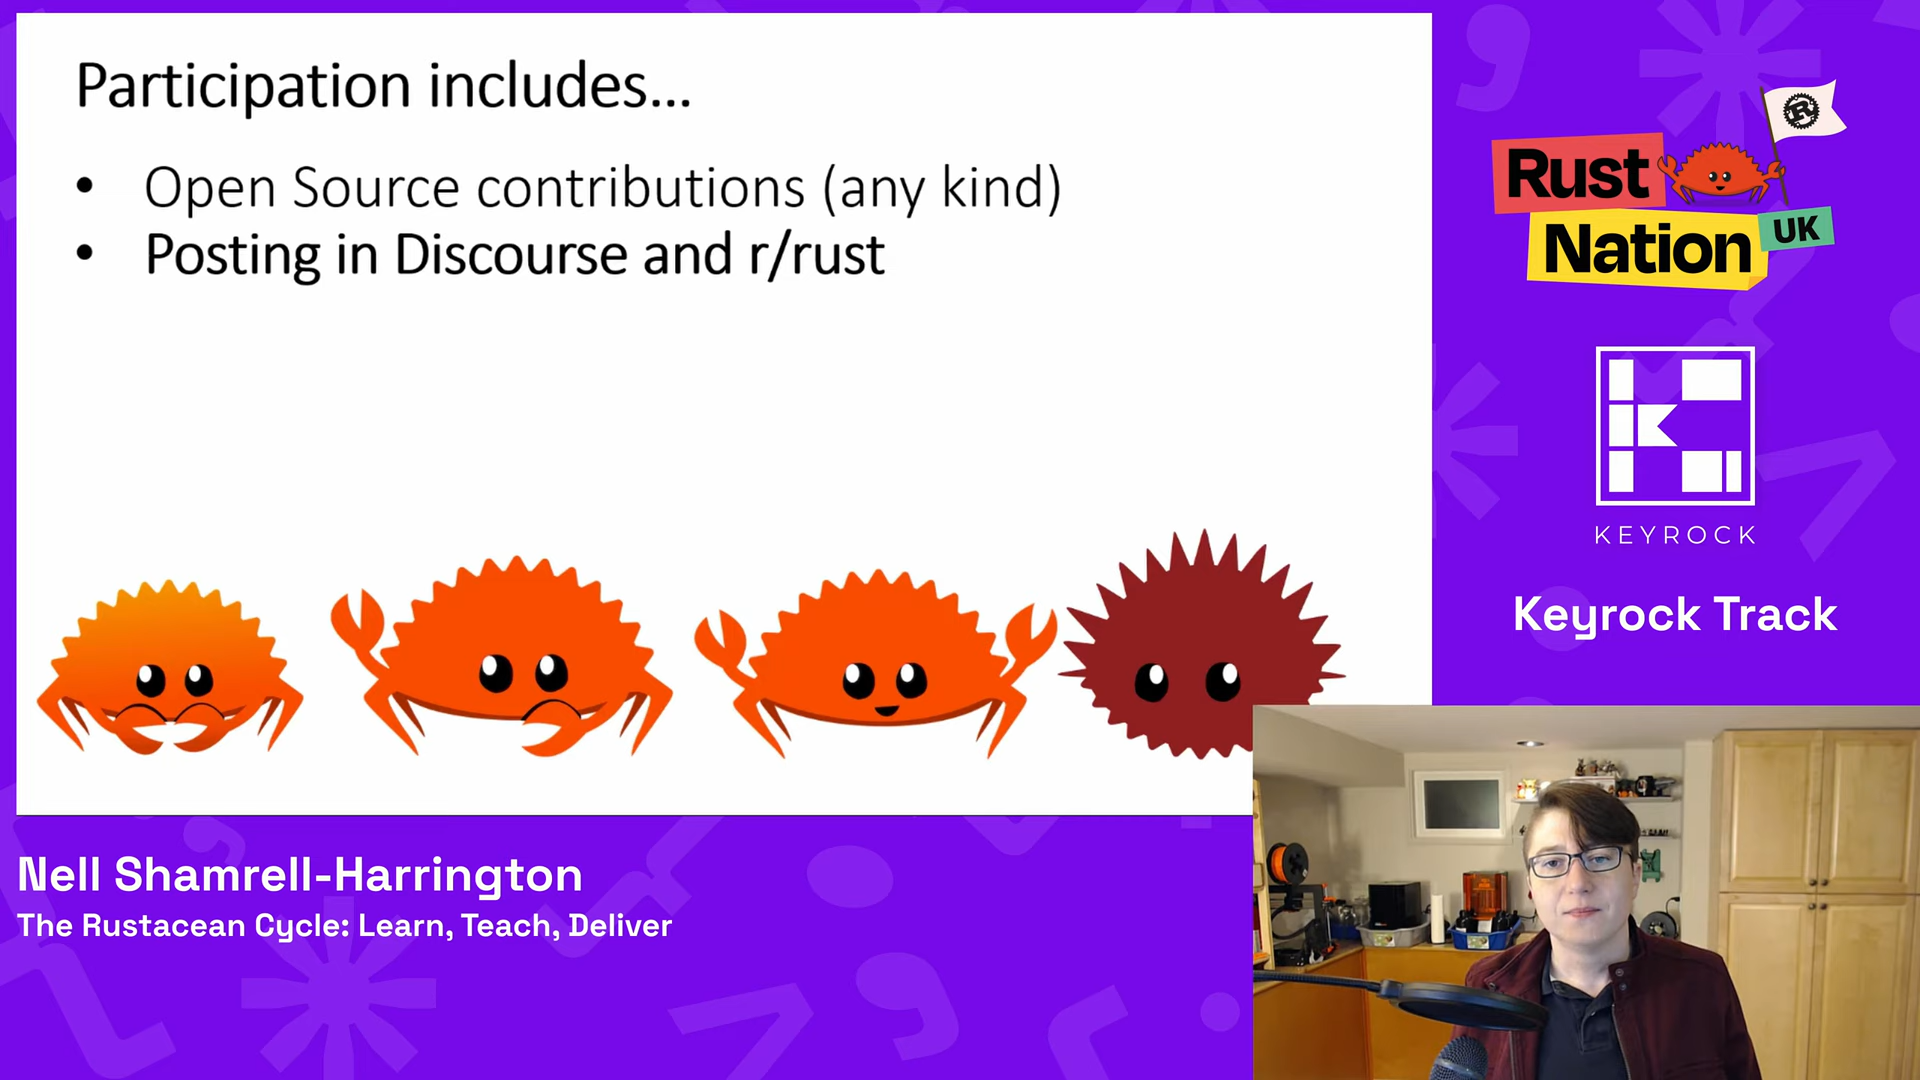 Participation includes...
• Open Source contributions (any kind)
• Posting in Discourse and r/rust
R
Rust
Nation
UK
KEYROCK
Keyrock Track
Nell Shamrell-Harrington
The Rustacean Cycle: Learn, Teach, Deliver